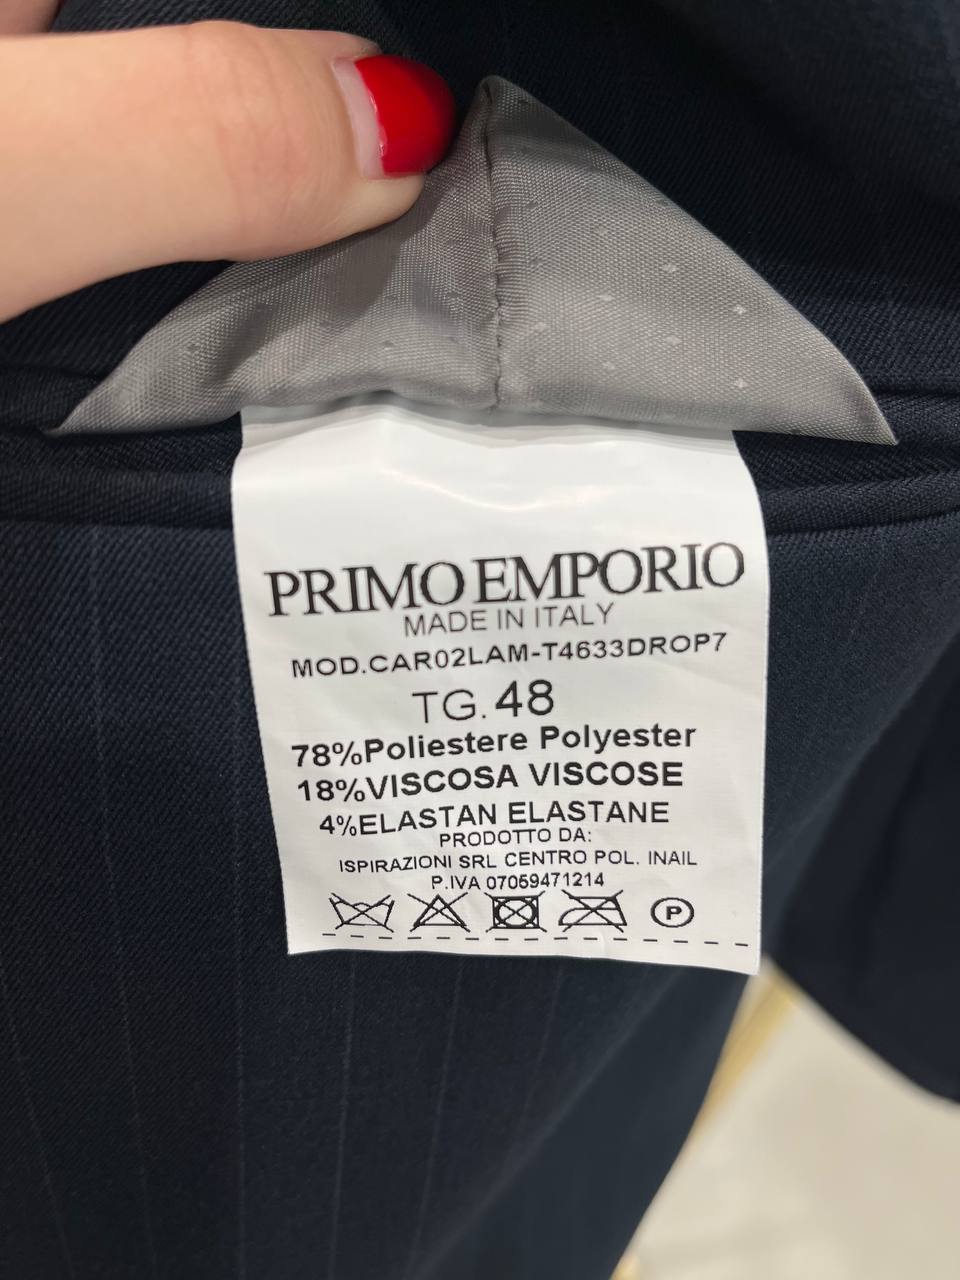 PRIMO EMPORIO
MADE IN ITALY
MOD.CAR02LAM-T4633DROP7
TG. 48
78%Poliestere Polyester
18%VISCOSA VISCOSE
4%ELASTAN ELASTANE
PRODOTTO DA:
ISPIRAZIONI SRL CENTRO POL. INAIL
P.IVA 07059471214
P